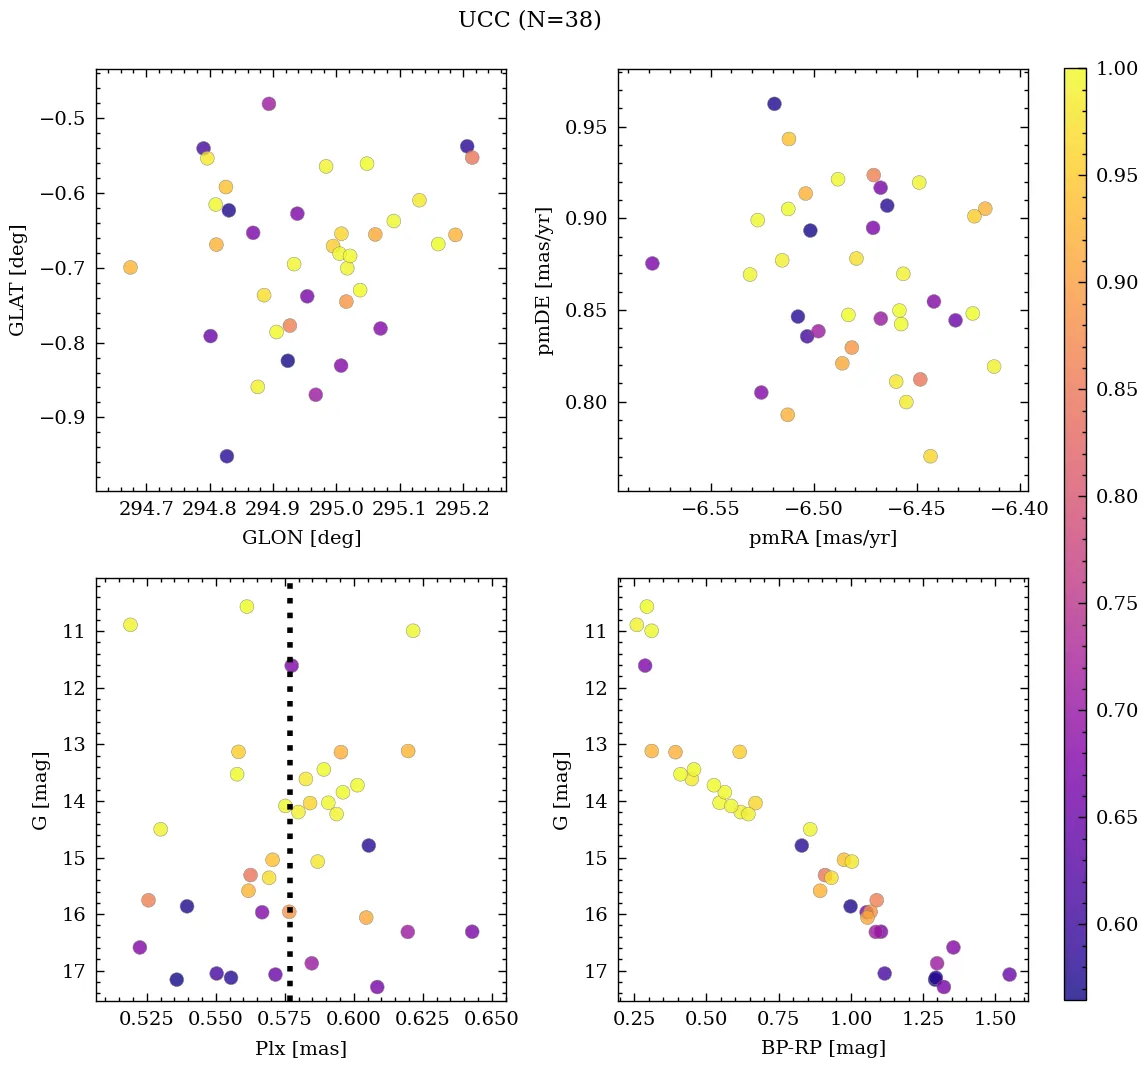 UCC (N=38)
−0.5
−0.6
−0.7
−0.8
−0.9
GLAT [deg]
294.7 294.8 294.9 295.0 295.1 295.2
GLON [deg]
0.95
0.90
0.85
0.80
pmDE [mas/yr]
−6.55 −6.50 −6.45 −6.40
pmRA [mas/yr]
11
12
13
14
15
16
17
G [mag]
0.525 0.550 0.575 0.600 0.625 0.650
Plx [mas]
11
12
13
14
15
16
17
G [mag]
0.25 0.50 0.75 1.00 1.25 1.50
BP-RP [mag]
1.00
0.95
0.90
0.85
0.80
0.75
0.70
0.65
0.60